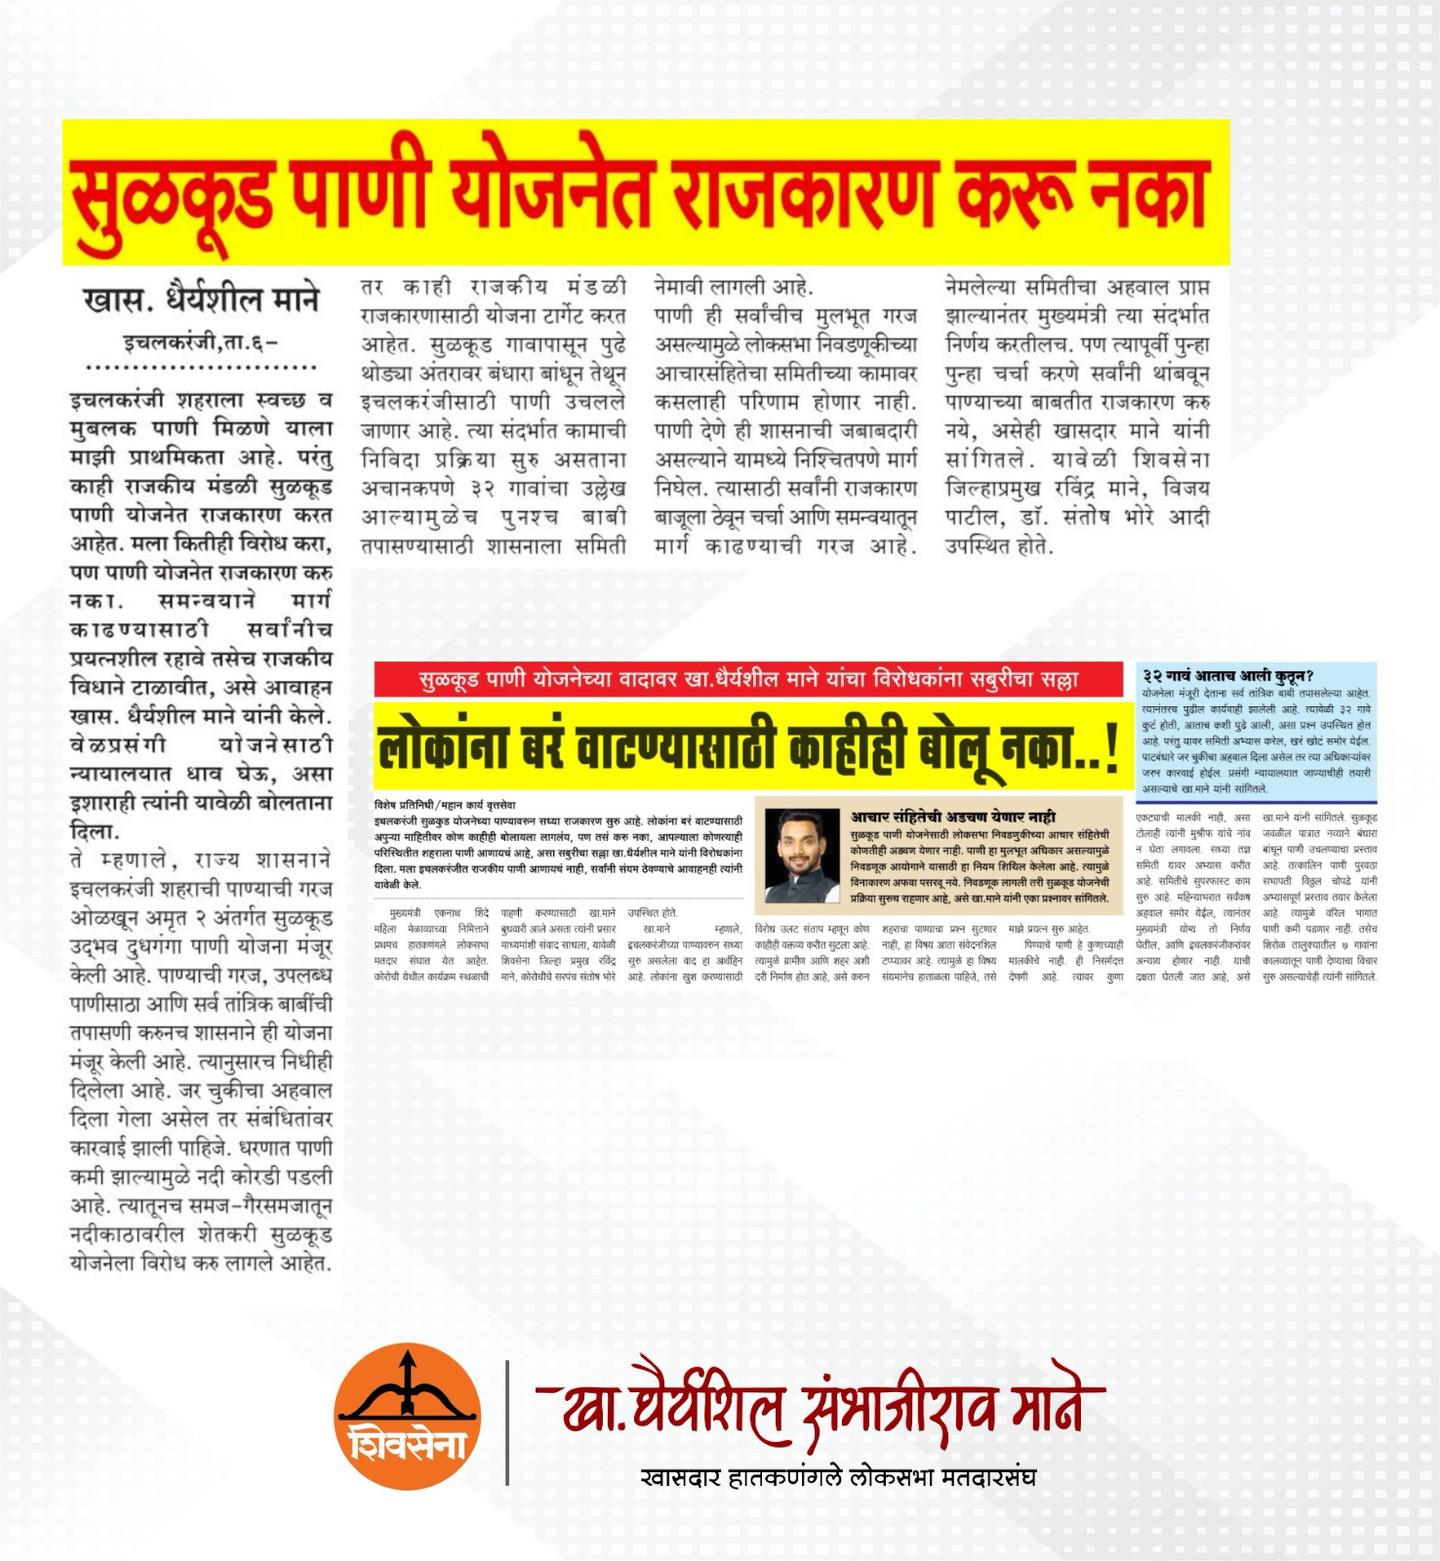 सुळकूड पाणी योजनेत राजकारण करू नका
खास. धैर्यशील माने
इचलकरंजी,ता.६–
इचलकरंजी शहराला स्वच्छ व
मुबलक पाणी मिळणे याला
माझी प्राथमिकता आहे. परंतु
काही राजकीय मंडळी सुळकूड
पाणी योजनेत राजकारण करत
आहेत. मला कितीही विरोध करा,
पण पाणी योजनेत राजकारण करु
नका. समन्वयाने मार्ग
काढण्यासाठी सर्वांनीच
प्रयत्नशील रहावे तसेच राजकीय
विधाने टाळावीत, असे आवाहन
खास. धैर्यशील माने यांनी केले.
वेळप्रसंगी योजनेसाठी
न्यायालयात धाव घेऊ, असा
इशाराही त्यांनी यावेळी बोलताना
दिला.
ते म्हणाले, राज्य शासनाने
इचलकरंजी शहराची पाण्याची गरज
ओळखून अमृत २ अंतर्गत सुळकूड
उद्भव दुधगंगा पाणी योजना मंजूर
केली आहे. पाण्याची गरज, उपलब्ध
पाणीसाठा आणि सर्व तांत्रिक बाबींची
तपासणी करुनच शासनाने ही योजना
मंजूर केली आहे. त्यानुसारच निधीही
दिलेला आहे. जर चुकीचा अहवाल
दिला गेला असेल तर संबंधितांवर
कारवाई झाली पाहिजे. धरणात पाणी
कमी झाल्यामुळे नदी कोरडी पडली
आहे. त्यातूनच समज-गैरसमजातून
नदीकाठावरील शेतकरी सुळकूड
योजनेला विरोध करु लागले आहेत.
तर काही राजकीय मंडळी
राजकारणासाठी योजना टार्गेट करत
आहेत. सुळकूड गावापासून पुढे
थोड्या अंतरावर बंधारा बांधून तेथून
इचलकरंजीसाठी पाणी उचलले
जाणार आहे. त्या संदर्भात कामाची
निविदा प्रक्रिया सुरु असताना
अचानकपणे ३२ गावांचा उल्लेख
आल्यामुळेच पुनश्च बाबी
तपासण्यासाठी शासनाला समिती
नेमावी लागली आहे.
पाणी ही सर्वांचीच मुलभूत गरज
असल्यामुळे लोकसभा निवडणूकीच्या
आचारसंहितेचा समितीच्या कामावर
कसलाही परिणाम होणार नाही.
पाणी देणे ही शासनाची जबाबदारी
असल्याने यामध्ये निश्चितपणे मार्ग
निघेल. त्यासाठी सर्वांनी राजकारण
बाजूला ठेवून चर्चा आणि समन्वयातून
मार्ग काढण्याची गरज आहे.
नेमलेल्या समितीचा अहवाल प्राप्त
झाल्यानंतर मुख्यमंत्री त्या संदर्भात
निर्णय करतीलच. पण त्यापूर्वी पुन्हा
पुन्हा चर्चा करणे सर्वांनी थांबवून
पाण्याच्या बाबतीत राजकारण करु
नये, असेही खासदार माने यांनी
सांगितले. यावेळी शिवसेना
जिल्हाप्रमुख रविंद्र माने, विजय
पाटील, डॉ. संतोष भोरे आदी
उपस्थित होते.
सुळकूड पाणी योजनेच्या वादावर खा.धैर्यशील माने यांचा विरोधकांना सबुरीचा सल्ला
लोकांना बरं वाटण्यासाठी काहीही बोलू नका..!
विशेष प्रतिनिधी/महान कार्य वृत्तसेवा
इचलकरंजी सुळकुड योजनेच्या पाण्यावरुन सध्या राजकारण सुरु आहे. लोकांना बरं वाटण्यासाठी
अपुऱ्या माहितीवर कोण काहीही बोलायला लागलंय, पण तसं करु नका, आपल्याला कोणत्याही
परिस्थितीत शहराला पाणी आणायचं आहे, असा सबुरीचा सल्ला खा.धैर्यशील माने यांनी विरोधकांना
दिला. मला इचलकरंजीत राजकीय पाणी आणायचं नाही, सर्वांनी संयम ठेवण्याचे आवाहनही त्यांनी
यावेळी केले.
मुख्यमंत्री एकनाथ शिंदे
महिला मेळाव्याच्या निमित्ताने
प्रथमच हातकणंगले लोकसभा
मतदार संघात येत आहेत.
कोरोची येथील कार्यक्रम स्थळाची
पाहणी करण्यासाठी खा.माने
बुधवारी आले असता त्यांनी प्रसार
माध्यमांशी संवाद साधला, यावेळी
शिवसेना जिल्हा प्रमुख रविंद्र
माने, कोरोचीचे सरपंच संतोष भोरे
उपस्थित होते.
खा.माने म्हणाले,
इचलकरंजीच्या पाण्यावरुन सध्या
सुरु असलेला वाद हा अर्थहिन
आहे. लोकांना खुश करण्यासाठी
आचार संहितेची अडचण येणार नाही
सुळकूड पाणी योजनेसाठी लोकसभा निवडणुकीच्या आचार संहितेची
कोणतीही अडचण येणार नाही. पाणी हा मुलभूत अधिकार असल्यामुळे
निवडणूक आयोगाने यासाठी हा नियम शिथिल केलेला आहे. त्यामुळे
विनाकारण अफवा पसरवू नये. निवडणूक लागली तरी सुळकूड योजनेची
प्रक्रिया सुरुच राहणार आहे, असे खा.माने यांनी एका प्रश्नावर सांगितले.
विरोध उलट संताप म्हणून कोण
काहीही वक्तव्य करीत सुटला आहे.
त्यामुळे ग्रामीण आणि शहर अशी
दरी निर्माण होत आहे, असे करुन
शहराचा पाण्याचा प्रश्न सुटणार
नाही, हा विषय आता संवेदनशिल
टप्प्यावर आहे. त्यामुळे हा विषय
संयमानेच हाताळला पाहिजे, तसे
माझे प्रयत्न सुरु आहेत.
पिण्याचे पाणी हे कुणाच्याही
मालकीचे नाही. ही निसर्गदत्त
देणगी आहे. त्यावर कुणा
३२ गावं आताच आली कुठून?
योजनेला मंजूरी देताना सर्व तांत्रिक बाबी तपासलेल्या आहेत.
त्यानंतरच पुढील कार्यवाही झालेली आहे. त्यावेळी ३२ गावे
कुटं होती, आताच कशी पुढे आली, असा प्रश्न उपस्थित होत
आहे. परंतु यावर समिती अभ्यास करेल, खरं खोटं समोर येईल.
पाटबंधारे जर चुकीचा अहवाल दिला असेल तर त्या अधिकाऱ्यांवर
जरुर कारवाई होईल. प्रसंगी न्यायालयात जाण्याचीही तयारी
असल्याचे खा.माने यांनी सांगितले.
एकट्याची मालकी नाही, असा
टोलाही त्यांनी मुश्रीफ यांचे नांव
न घेता लगावला. सध्या तज्ञ
समिती यावर अभ्यास करीत
आहे. समितीचे सुपरफास्ट काम
सुरु आहे. महिन्याभरात सर्वंकष
अहवाल समोर येईल, त्यानंतर
मुख्यमंत्री योग्य तो निर्णय
घेतील, आणि इचलकरंजीकरांवर
अन्याय होणार नाही. याची
दक्षता घेतली जात आहे, असे
खा.माने यांनी सांगितले. सुळकूड
जवळील पात्रात नव्याने बंधारा
बांधून पाणी उचलण्याचा प्रस्ताव
आहे. तत्कालिन पाणी पुरवठा
सभापती विठ्ठल चोपडे यांनी
अभ्यासपूर्ण प्रस्ताव तयार केलेला
आहे. त्यामुळे वरिल भागात
पाणी कमी पडणार नाही. तसेच
शिरोळ तालुक्यातील ७ गावांना
कालव्यातून पाणी देण्याचा विचार
सुरु असल्याचेही त्यांनी सांगितले.
शिवसेना
खा.धैर्यशिल संभाजीराव माने
खासदार हातकणंगले लोकसभा मतदारसंघ